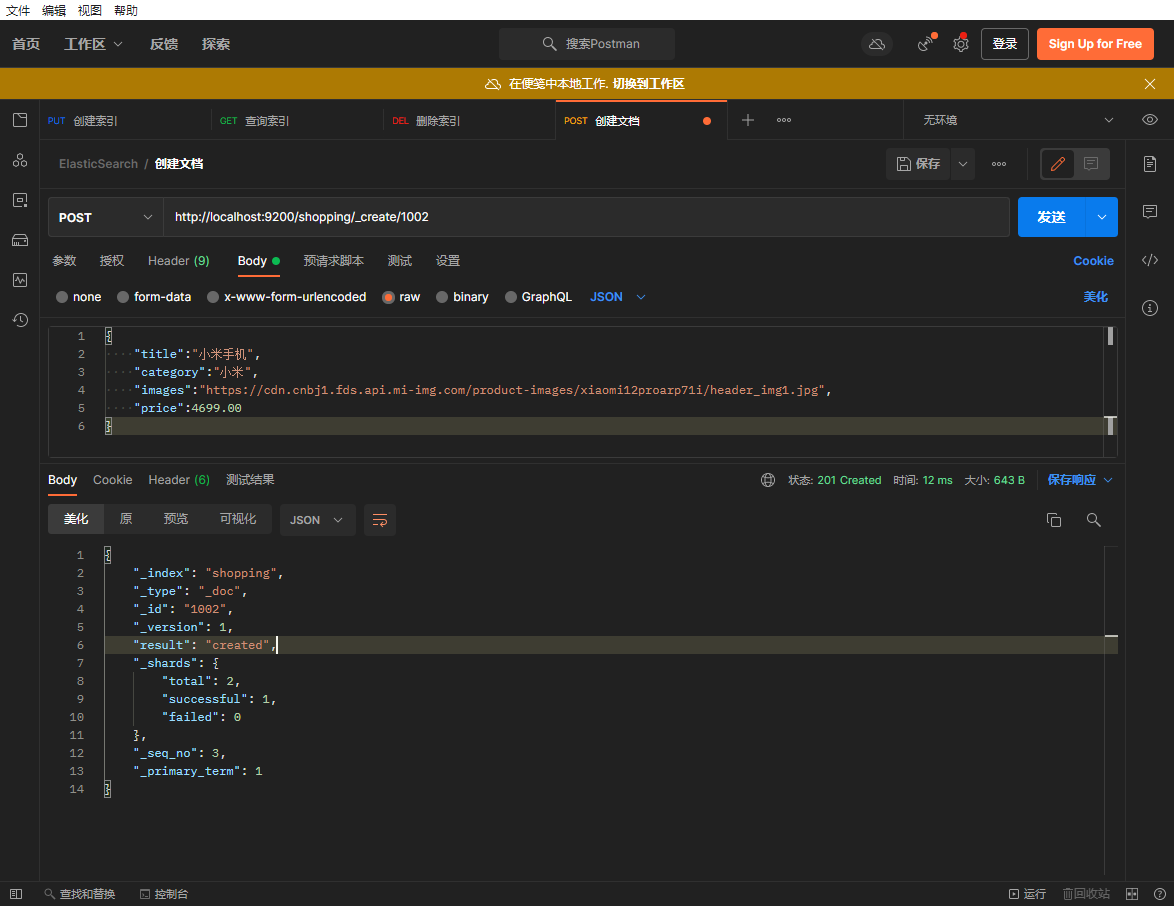 文件 编辑 视图 帮助
首页 工作区 反馈 探索 搜索Postman 登录 Sign Up for Free
在便笺中本地工作. 切换到工作区
PUT 创建索引 GET 查询索引 DEL 删除索引 POST 创建文档 无环境
ElasticSearch / 创建文档 保存
POST http://localhost:9200/shopping/_create/1002 发送
参数 授权 Header (9) Body 预请求脚本 测试 设置 Cookie
none form-data x-www-form-urlencoded raw binary GraphQL JSON 美化
1 {
2 "title":"小米手机",
3 "category":"小米",
4 "images":"https://cdn.cnbj1.fds.api.mi-img.com/product-images/xiaomi12proarp71i/header_img1.jpg",
5 "price":4699.00
6 }
Body Cookie Header (6) 测试结果 状态: 201 Created 时间: 12 ms 大小: 643 B 保存响应
美化 原 预览 可视化 JSON
1 {
2 "_index": "shopping",
3 "_type": "_doc",
4 "_id": "1002",
5 "_version": 1,
6 "result": "created",
7 "_shards": {
8 "total": 2,
9 "successful": 1,
10 "failed": 0
11 },
12 "_seq_no": 3,
13 "_primary_term": 1
14 }
查找和替换 控制台 运行 回收站